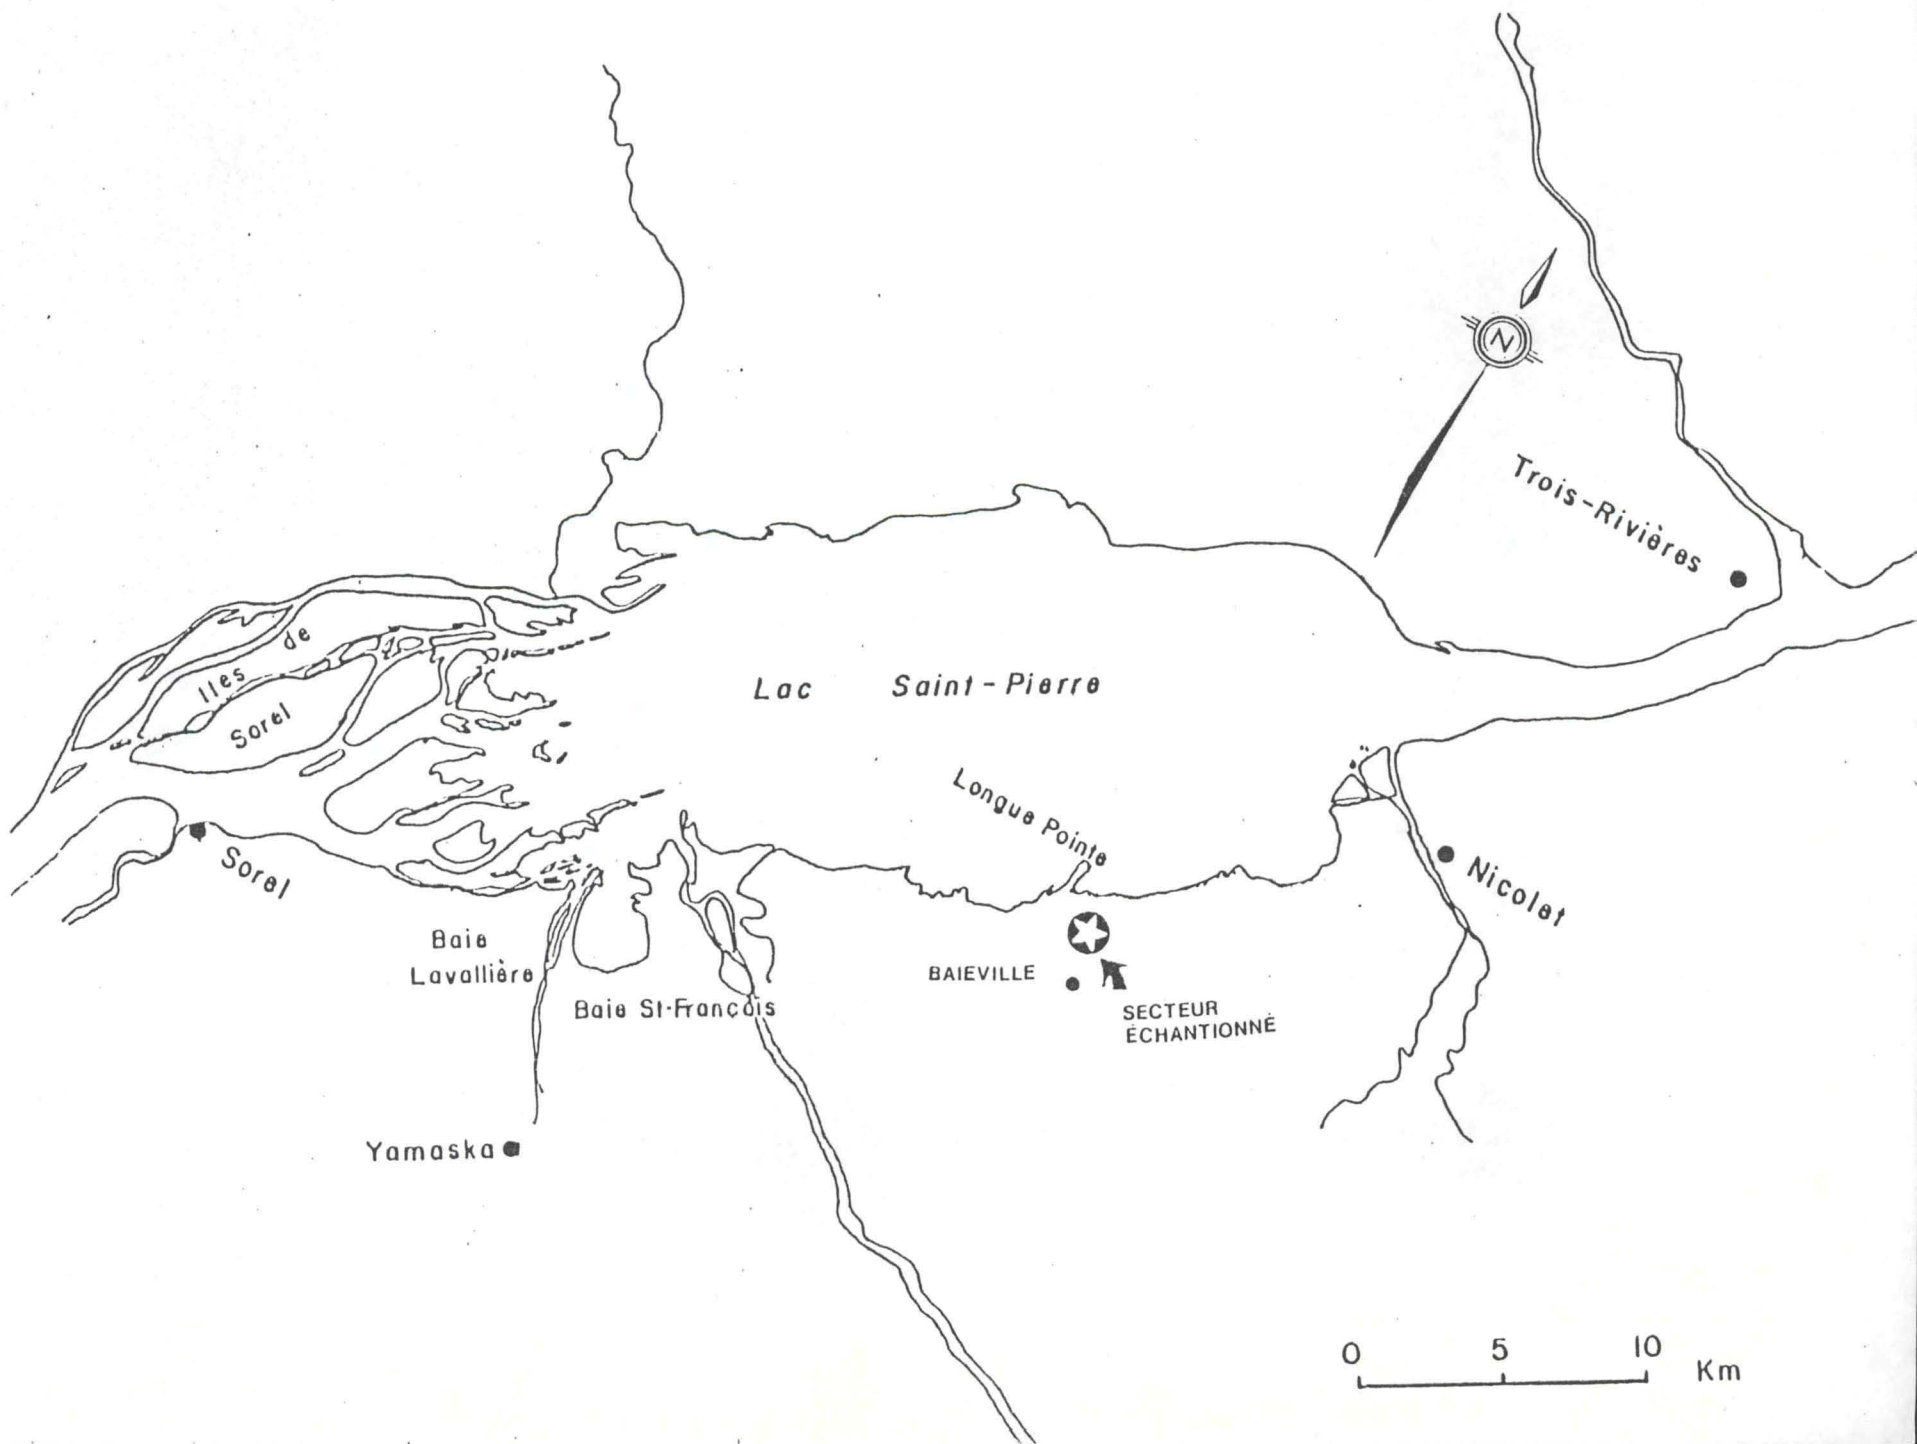 N
Trois-Rivières
Iles de
Sorel
Lac Saint-Pierre
Longue Pointe
Sorel
Nicolet
Baie
Lavallière
BAIEVILLE
Baie St-François
SECTEUR
ÉCHANTIONNÉ
Yamaska
0 5 10
Km